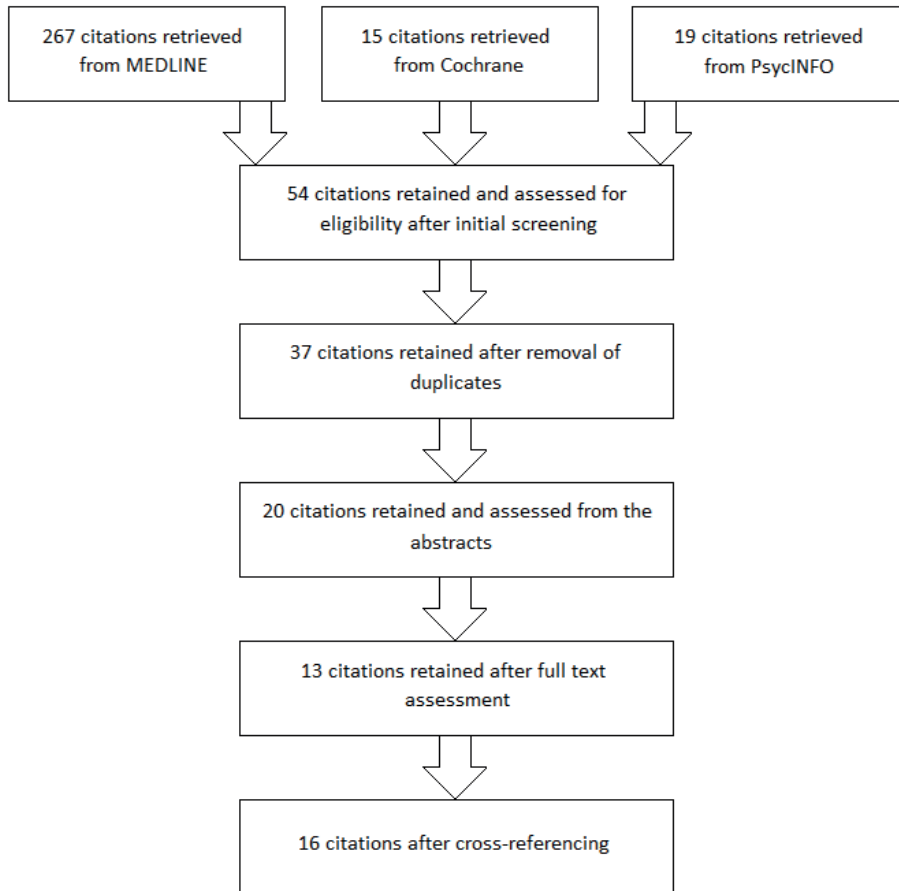 267 citations retrieved
from MEDLINE
15 citations retrieved
from Cochrane
19 citations retrieved
from PsycINFO
54 citations retained and assessed for
eligibility after initial screening
37 citations retained after removal of
duplicates
20 citations retained and assessed from the
abstracts
13 citations retained after full text
assessment
16 citations after cross-referencing